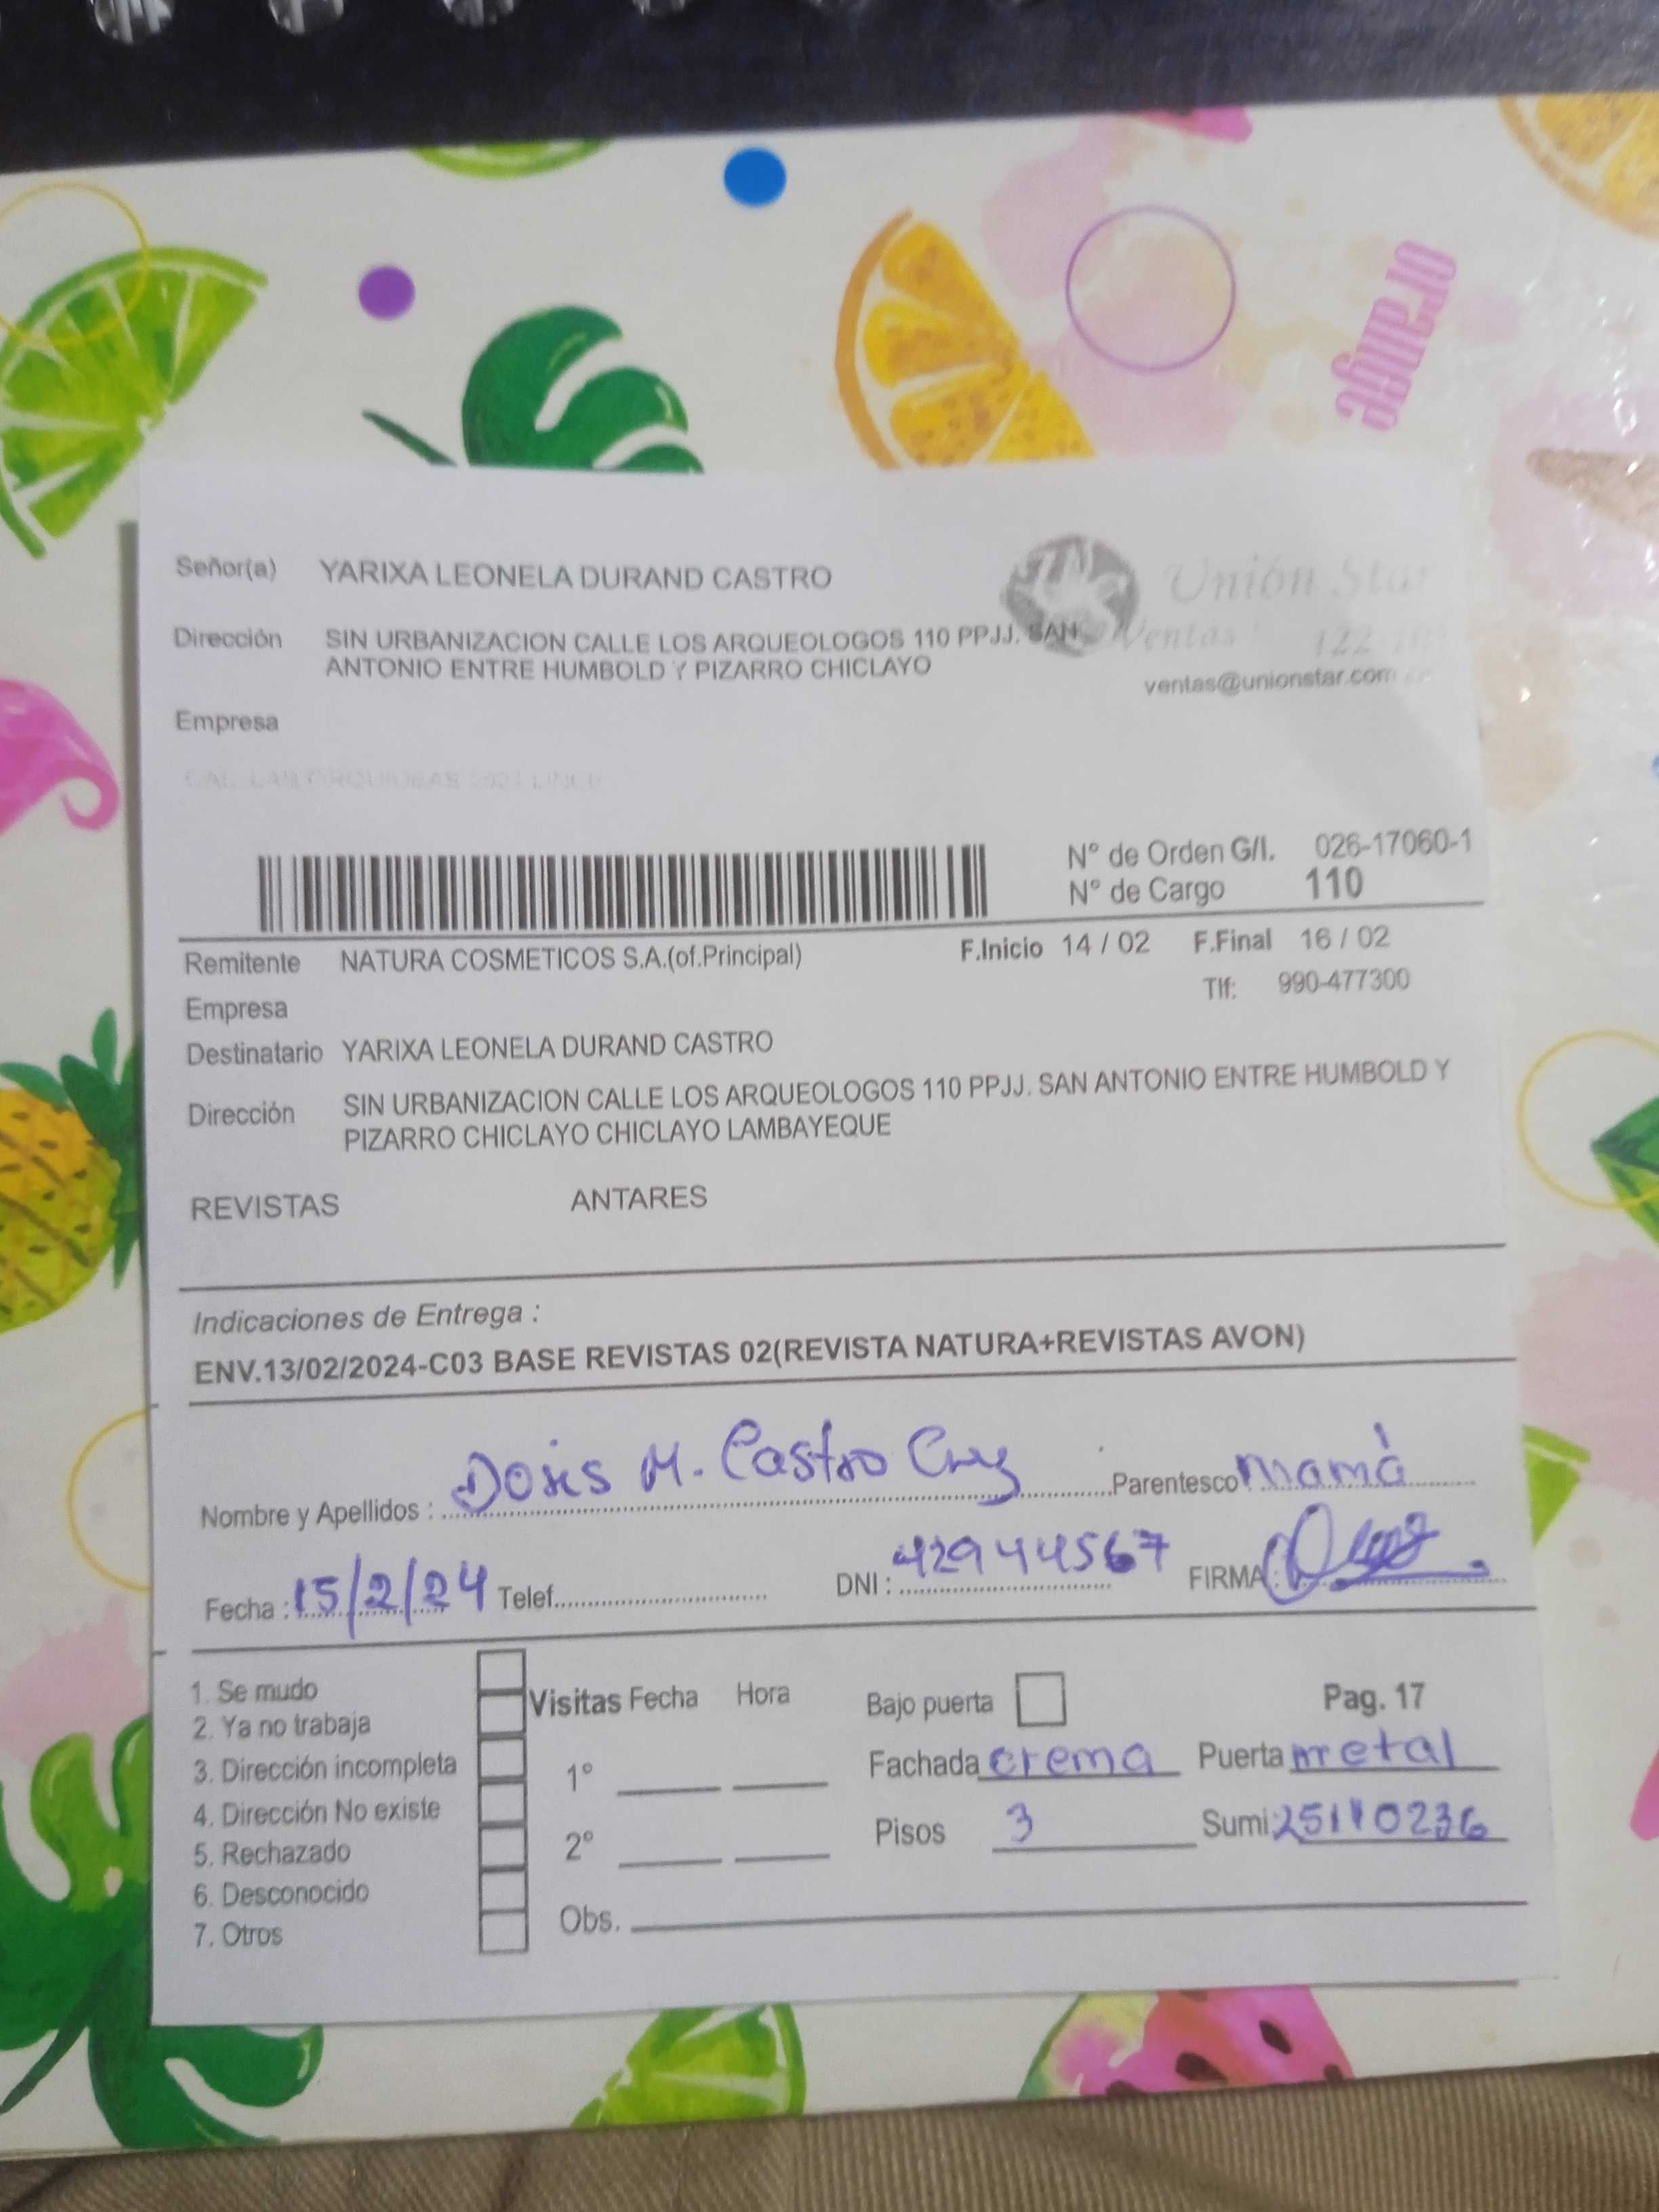 orange
Señor(a) YARIXA LEONELA DURAND CASTRO
Unión Star
Dirección SIN URBANIZACION CALLE LOS ARQUEOLOGOS 110 PPJJ. SAN
ANTONIO ENTRE HUMBOLD Y PIZARRO CHICLAYO
Ventas 122
ventas@unionstar.com
Empresa
N° de Orden G/I. 026-17060-1
N° de Cargo 110
Remitente NATURA COSMETICOS S.A.(of.Principal) F.Inicio 14 / 02 F.Final 16 / 02
Empresa Tlf: 990-477300
Destinatario YARIXA LEONELA DURAND CASTRO
Dirección SIN URBANIZACION CALLE LOS ARQUEOLOGOS 110 PPJJ. SAN ANTONIO ENTRE HUMBOLD Y
PIZARRO CHICLAYO CHICLAYO LAMBAYEQUE
REVISTAS ANTARES
Indicaciones de Entrega :
ENV.13/02/2024-C03 BASE REVISTAS 02(REVISTA NATURA+REVISTAS AVON)
Nombre y Apellidos : Doris M. Castro Cruz Parentesco mamá
Fecha : 15/2/24 Telef. DNI : 42944567 FIRMA :
1. Se mudo
2. Ya no trabaja
3. Dirección incompleta
4. Dirección No existe
5. Rechazado
6. Desconocido
7. Otros
Visitas Fecha Hora
1°
2°
Obs.
Bajo puerta Pag. 17
Fachada crema Puerta metal
Pisos 3 Sumi 25110236